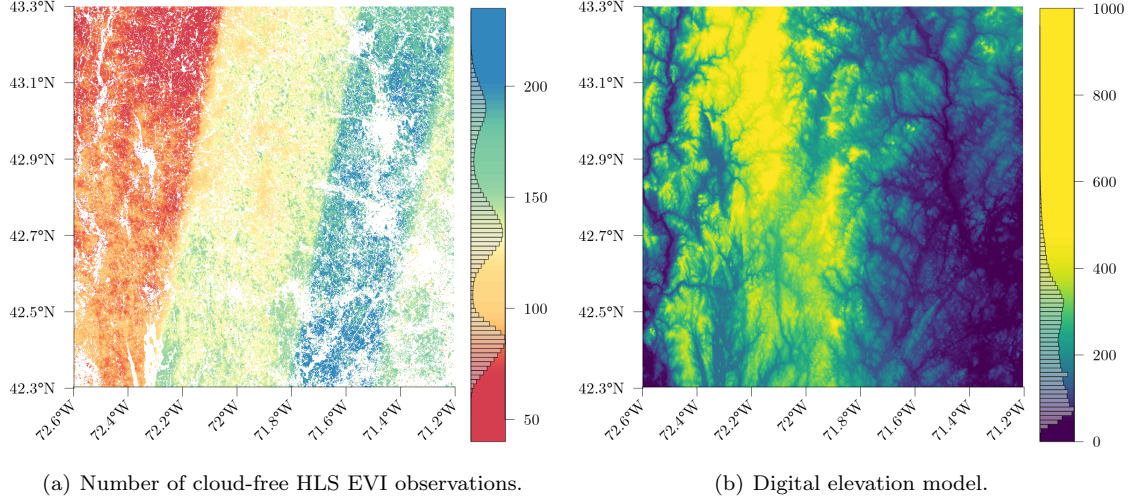 43.3°N
43.1°N
42.9°N
42.7°N
42.5°N
42.3°N
72.6°W
72.4°W
72.2°W
72°W
71.8°W
71.6°W
71.4°W
71.2°W
200
150
100
50
(a) Number of cloud-free HLS EVI observations.
43.3°N
43.1°N
42.9°N
42.7°N
42.5°N
42.3°N
72.6°W
72.4°W
72.2°W
72°W
71.8°W
71.6°W
71.4°W
71.2°W
1000
800
600
400
200
0
(b) Digital elevation model.